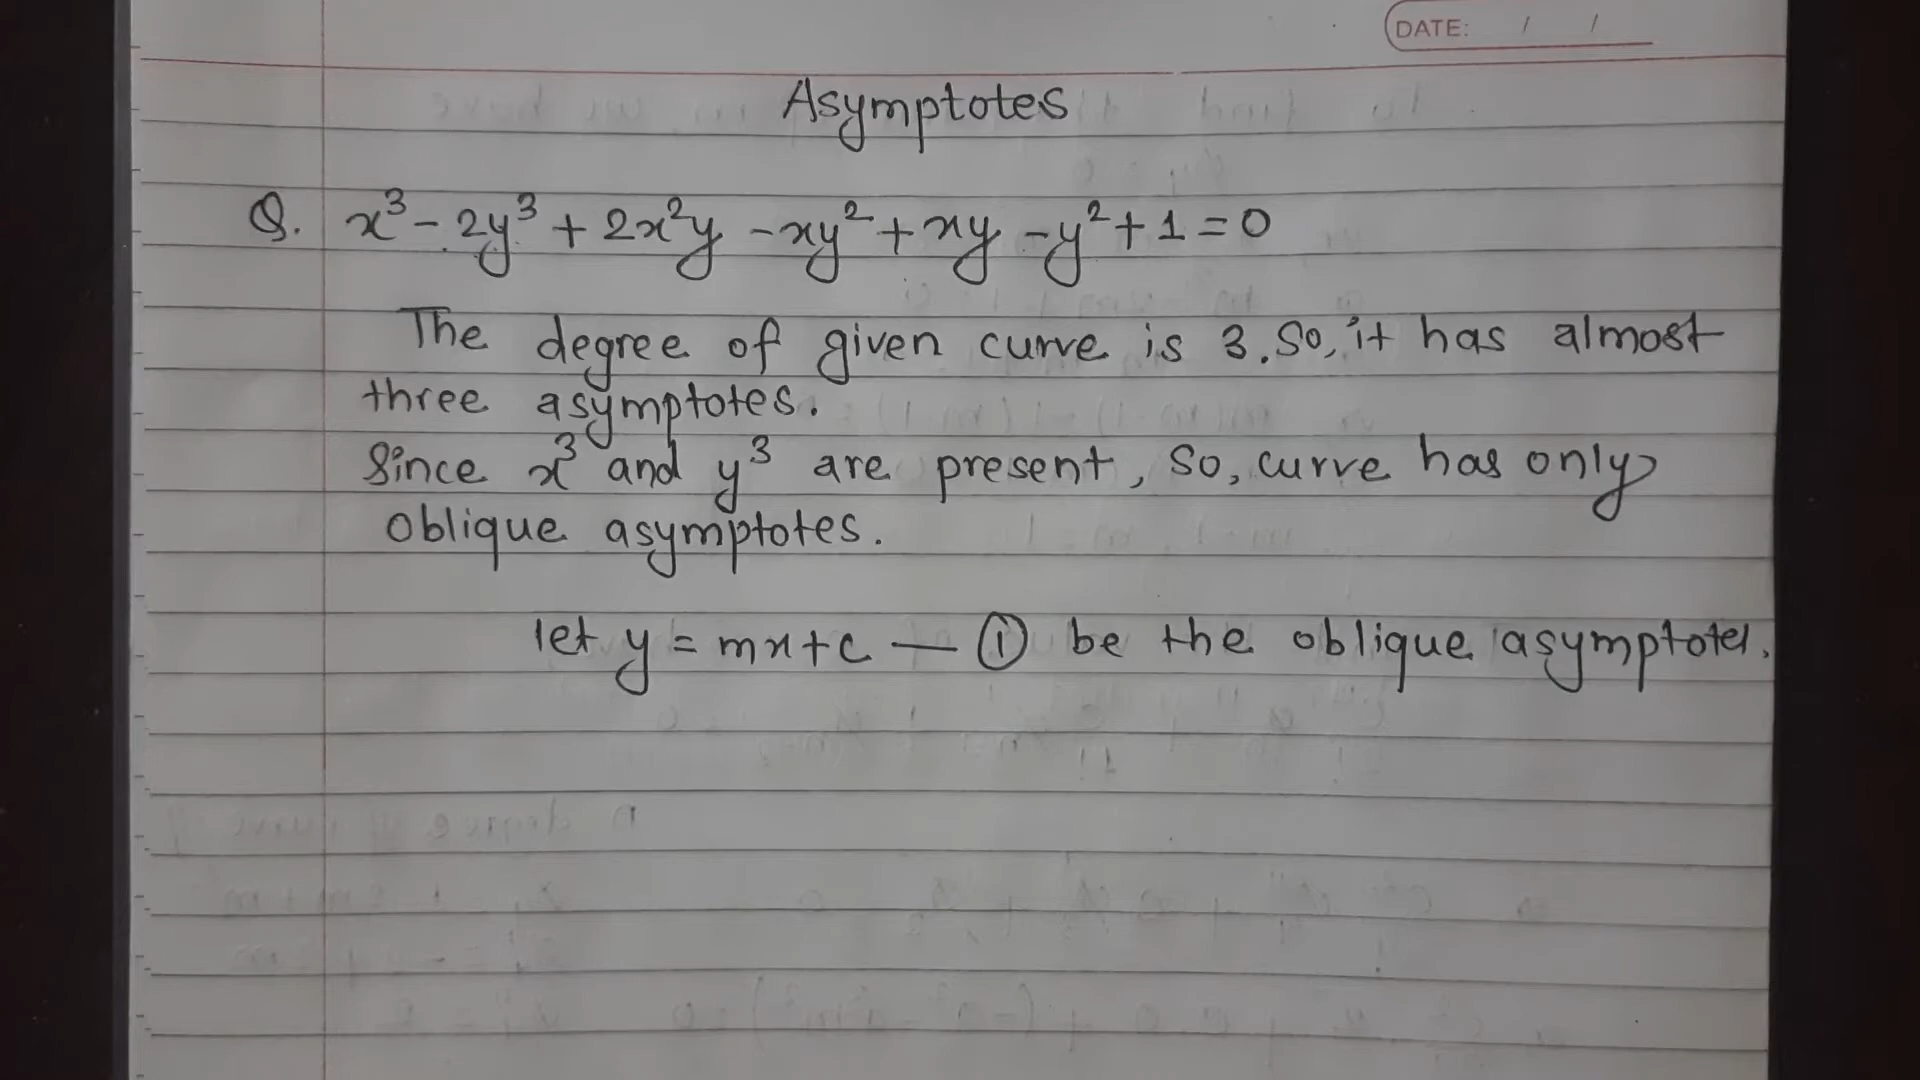 DATE: / /
Asymptotes
Q. x³ - 2y³ + 2x²y - xy² + xy - y² + 1 = 0
The degree of given curve is 3. So, it has almost
three asymptotes.
Since x³ and y³ are present, so, curve has only
oblique asymptotes.
let y = mx+c — ① be the oblique asymptotes.